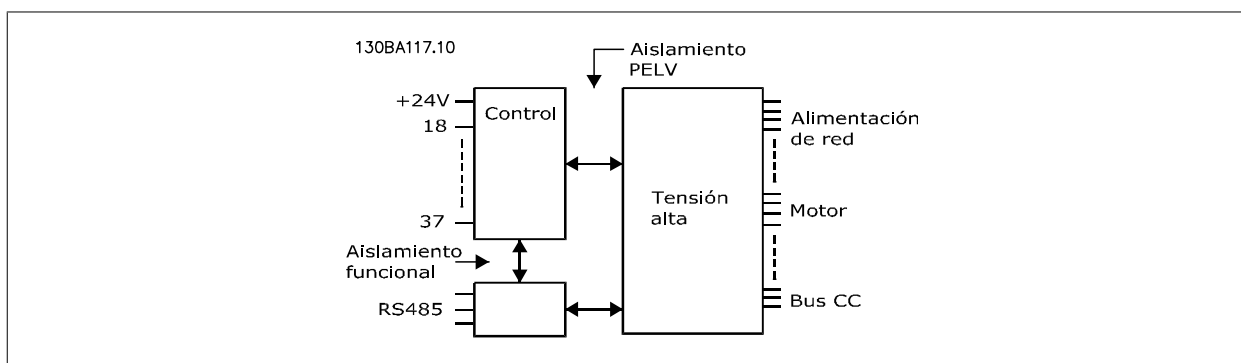 130BA117.10
Aislamiento
PELV
+24V
Control
18
Alimentación
de red
Tensión
alta
37
Motor
Aislamiento
funcional
RS485
Bus CC